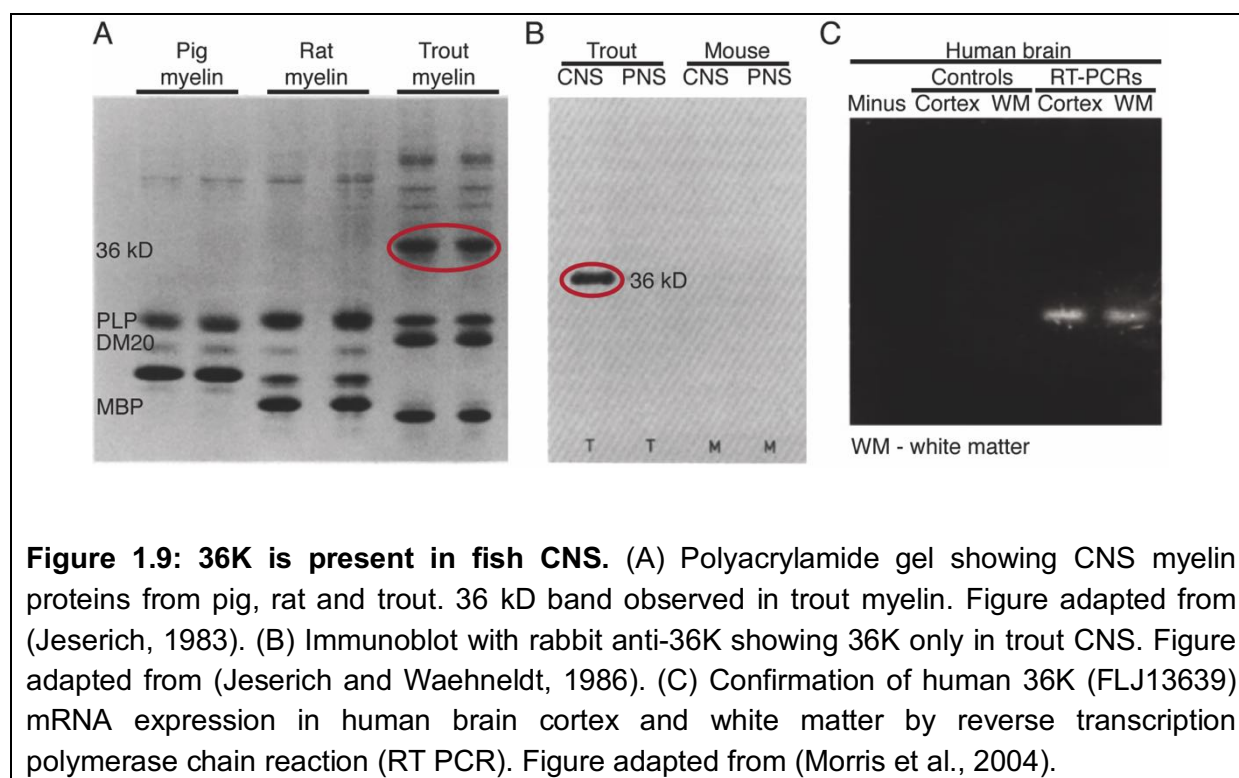 A
Pig
myelin
Rat
myelin
Trout
myelin
36 kD
PLP
DM20
MBP
B
Trout
Mouse
CNS PNS CNS PNS
36 kD
T T M M
C
Human brain
Controls RT-PCRs
Minus Cortex WM Cortex WM
WM - white matter
Figure 1.9: 36K is present in fish CNS. (A) Polyacrylamide gel showing CNS myelin
proteins from pig, rat and trout. 36 kD band observed in trout myelin. Figure adapted from
(Jeserich, 1983). (B) Immunoblot with rabbit anti-36K showing 36K only in trout CNS. Figure
adapted from (Jeserich and Waehneldt, 1986). (C) Confirmation of human 36K (FLJ13639)
mRNA expression in human brain cortex and white matter by reverse transcription
polymerase chain reaction (RT PCR). Figure adapted from (Morris et al., 2004).